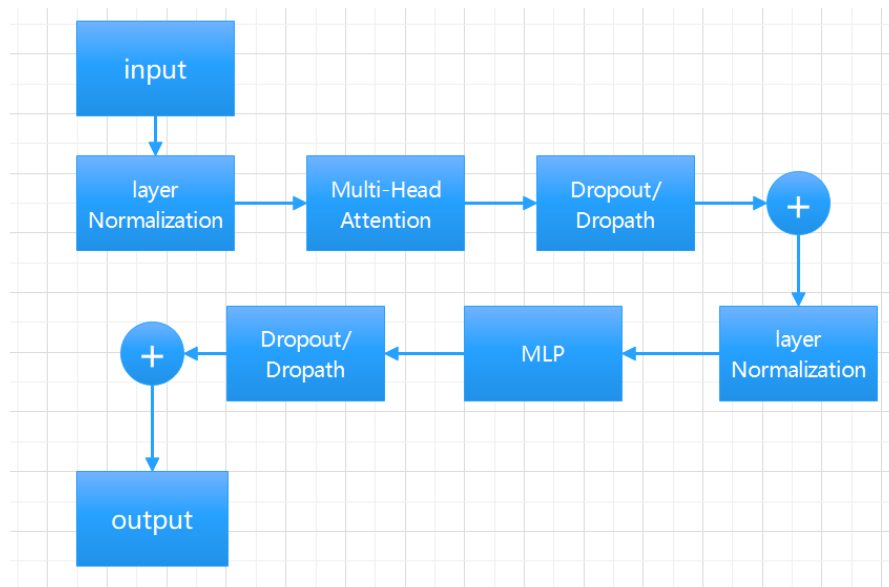 input
layer
Normalization
Multi-Head
Attention
Dropout/
Dropath
+
layer
Normalization
MLP
Dropout/
Dropath
+
output